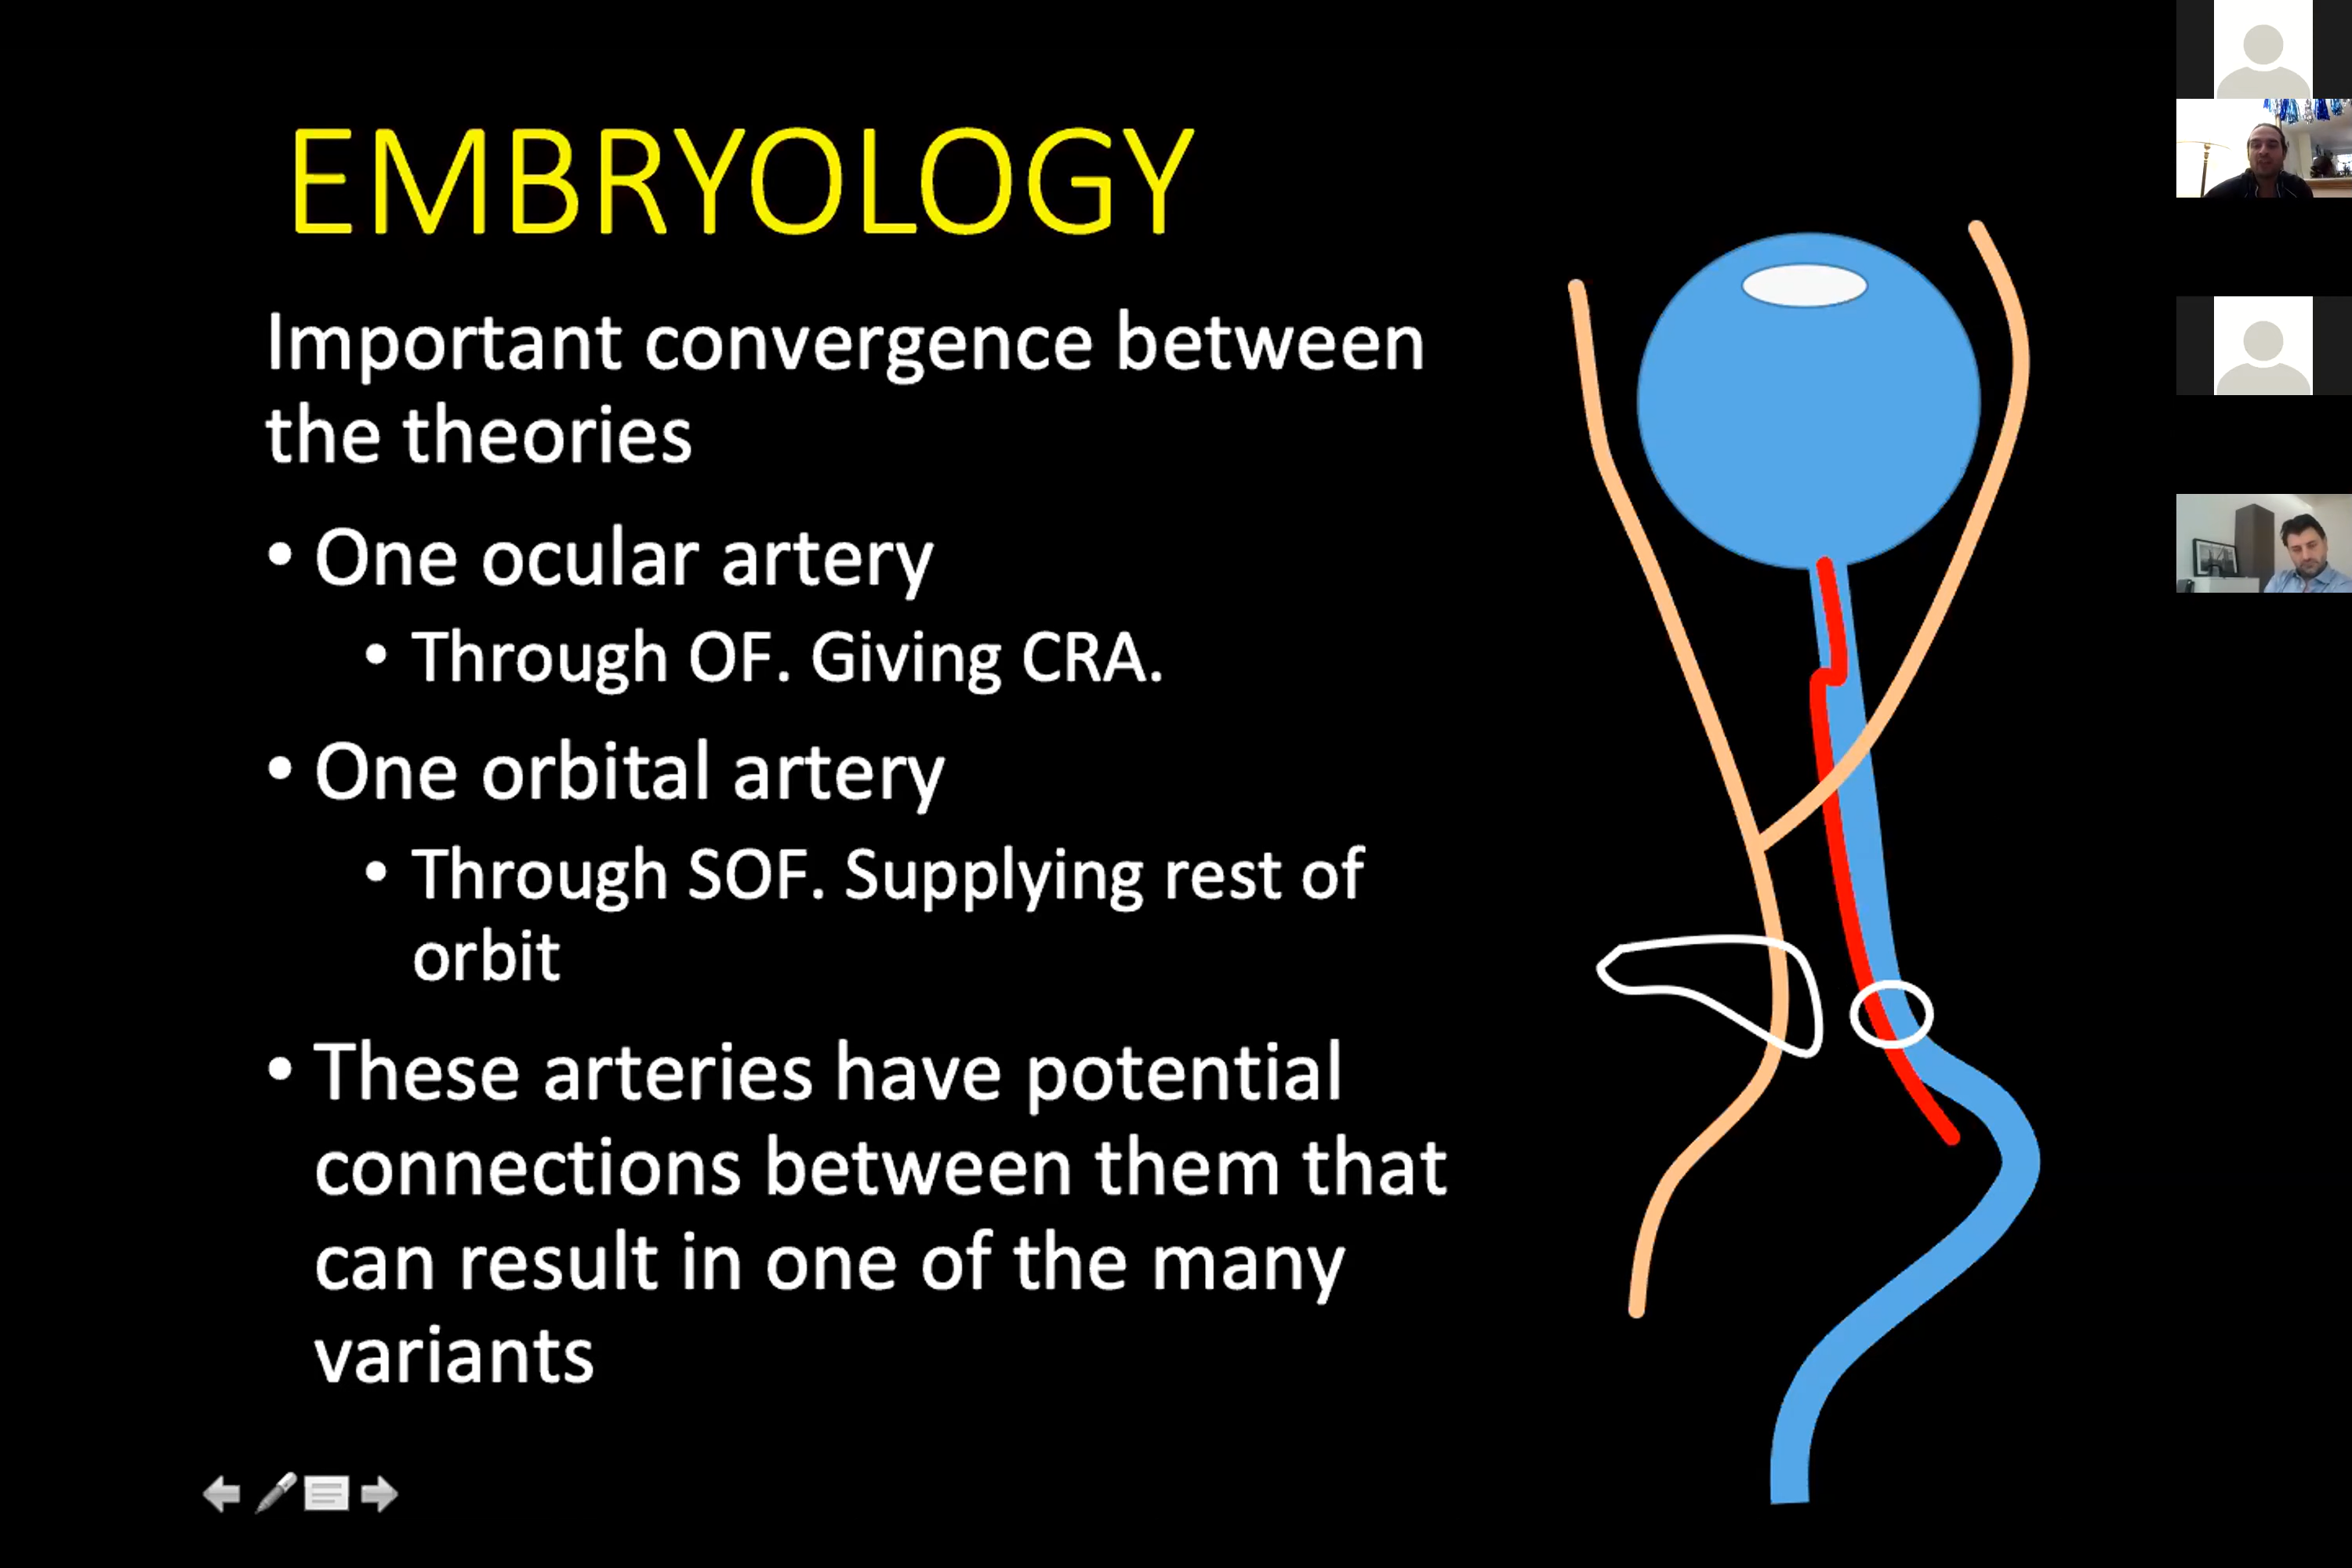 EMBRYOLOGY
Important convergence between
the theories
• One ocular artery
• Through OF. Giving CRA.
• One orbital artery
• Through SOF. Supplying rest of
orbit
• These arteries have potential
connections between them that
can result in one of the many
variants